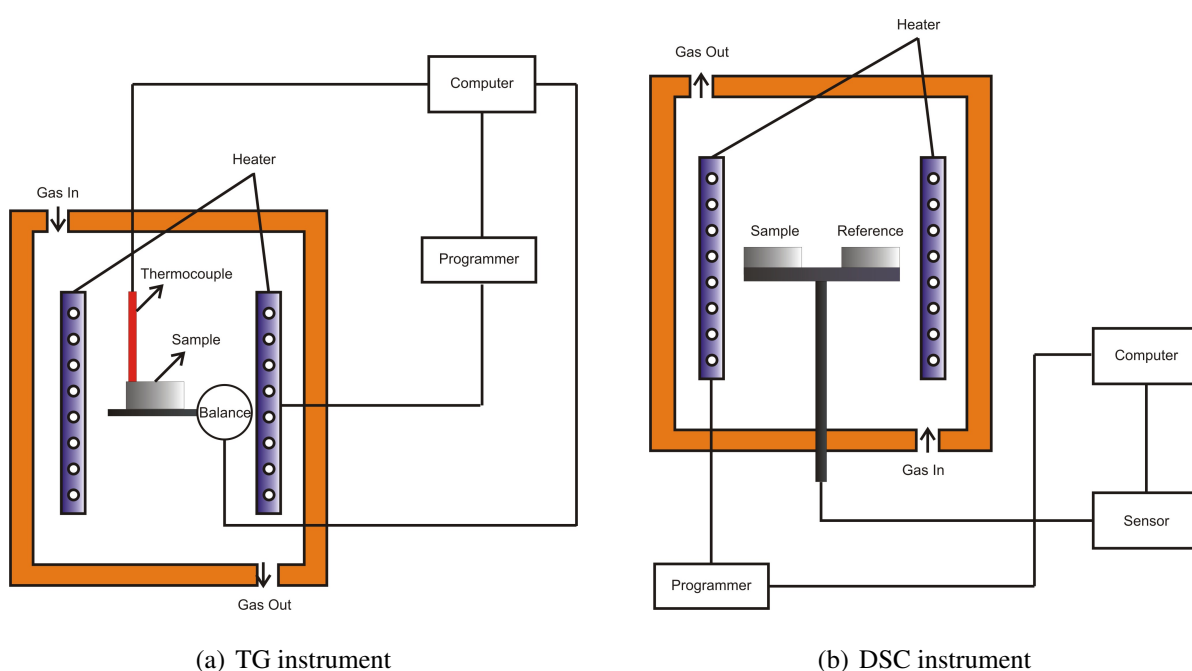 Computer
Heater
Gas In
Programmer
Thermocouple
Sample
Balance
Gas Out
(a) TG instrument
Heater
Gas Out
Sample
Reference
Computer
Gas In
Sensor
Programmer
(b) DSC instrument